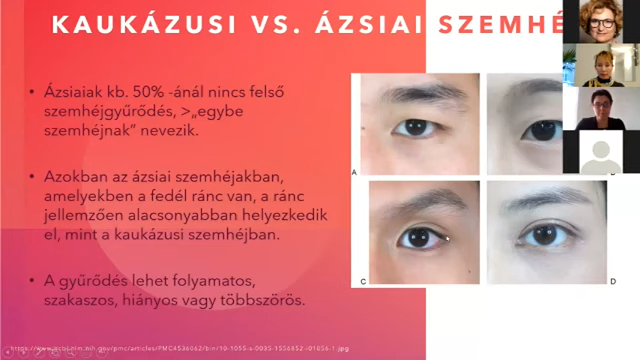 KAUKÁZUSI VS. ÁZSIAI SZEMHÉ
• Ázsiaiak kb. 50% -ánál nincs felső
szemhéjgyűrődés, >„egybe
szemhéjnak” nevezik.
• Azokban az ázsiai szemhéjakban,
amelyekben a fedél ránc van, a ránc
jellemzően alacsonyabban helyezkedik
el, mint a kaukázusi szemhéjban.
• A gyűrődés lehet folyamatos,
szakaszos, hiányos vagy többszörös.
A
C
D